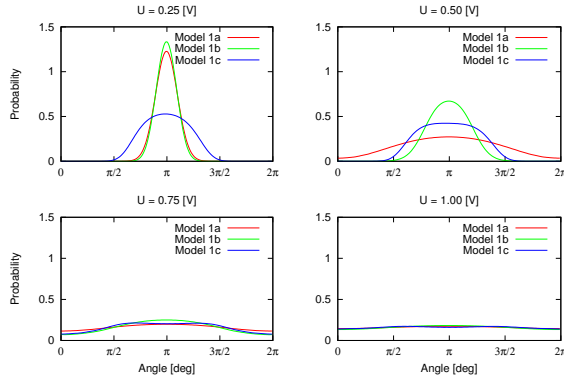 U = 0.25 [V]
U = 0.50 [V]
Probability
1.5
1
0.5
0
Model 1a
Model 1b
Model 1c
0
π/2
π
3π/2
2π
1.5
1
0.5
0
Model 1a
Model 1b
Model 1c
0
π/2
π
3π/2
2π
U = 0.75 [V]
U = 1.00 [V]
Probability
1.5
1
0.5
0
Model 1a
Model 1b
Model 1c
0
π/2
π
3π/2
2π
Angle [deg]
1.5
1
0.5
0
Model 1a
Model 1b
Model 1c
0
π/2
π
3π/2
2π
Angle [deg]